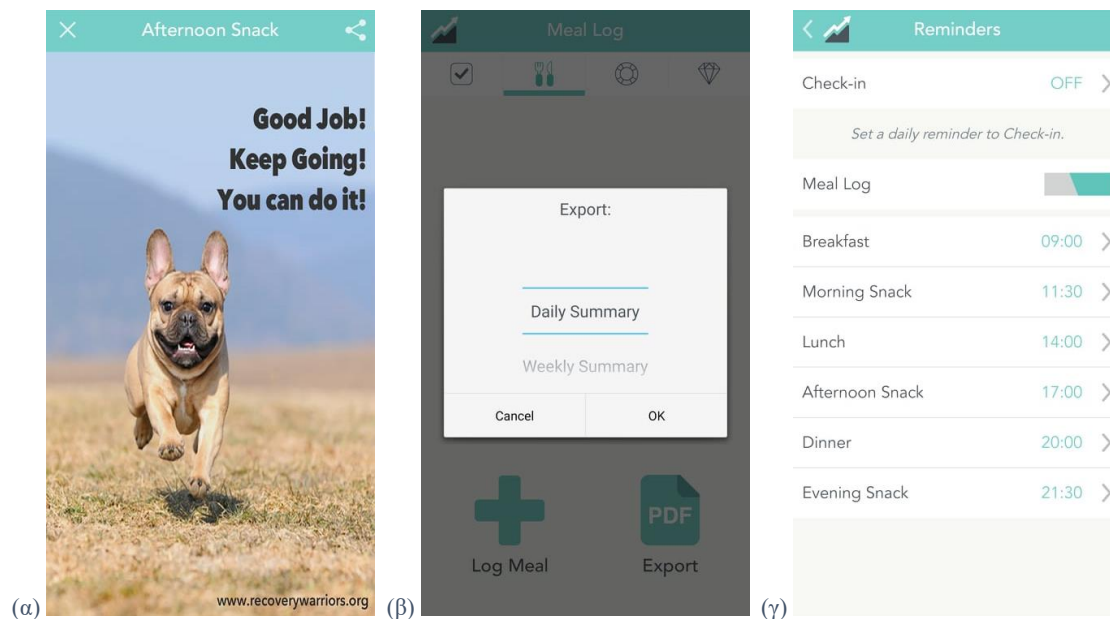 Afternoon Snack
Good Job!
Keep Going!
You can do it!
www.recoverywarriors.org
(α)
Meal Log
Export:
Daily Summary
Weekly Summary
Cancel
OK
PDF
Log Meal
Export
(β)
Reminders
Check-in
OFF
Set a daily reminder to Check-in.
Meal Log
Breakfast
09:00
Morning Snack
11:30
Lunch
14:00
Afternoon Snack
17:00
Dinner
20:00
Evening Snack
21:30
(γ)